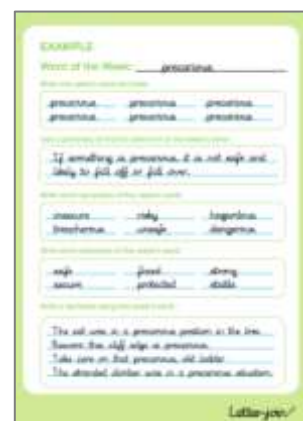 EXAMPLE
Word of the Week: precarious
precarious precarious precarious
precarious precarious precarious
If something is precarious, it is not safe and
likely to fall off or fall over.
insecure risky hazardous
treacherous unsafe dangerous
safe fixed strong
secure protected stable
The cat was in a precarious position in the tree.
Beware the cliff edge is precarious.
Take care on that precarious, old ladder.
The stranded climber was in a precarious situation.
Letter-join